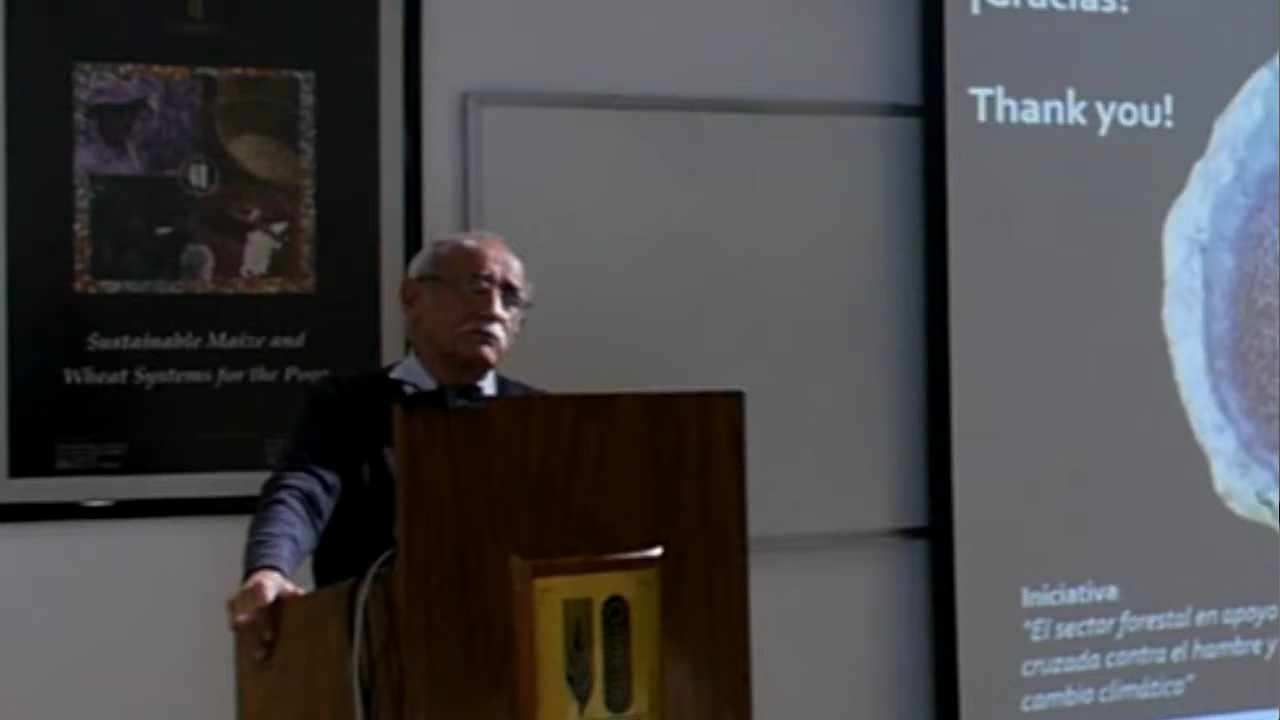 Sustainable Maize and
Wheat Systems for the Poor
¡Gracias!
Thank you!
Iniciativa
"El sector forestal en apoyo
cruzada contra el hambre y
cambio climático"